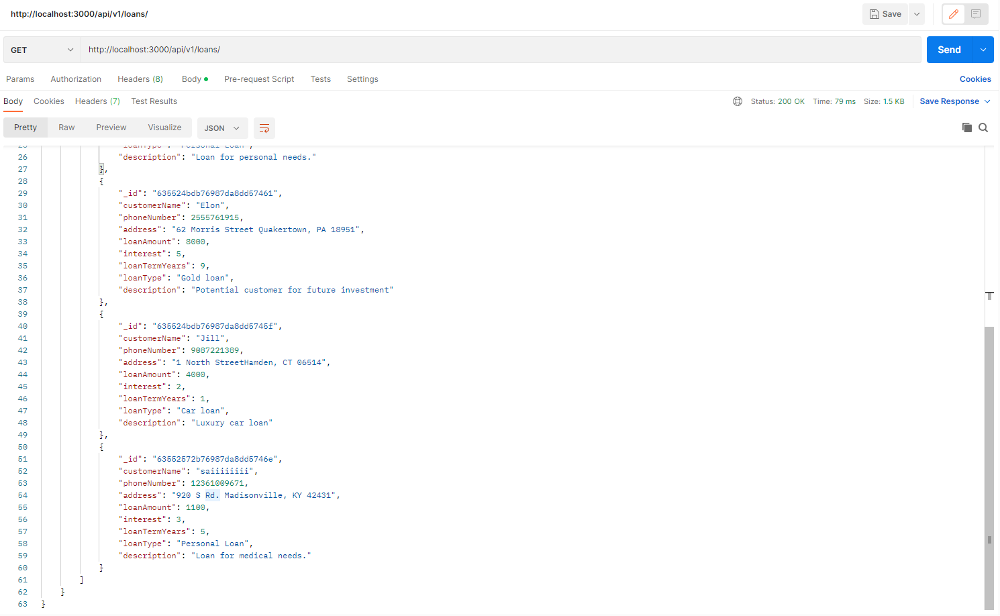 http://localhost:3000/api/v1/loans/
Save
GET
http://localhost:3000/api/v1/loans/
Send
Params Authorization Headers (8) Body Pre-request Script Tests Settings Cookies
Body Cookies Headers (7) Test Results Status: 200 OK Time: 79 ms Size: 1.5 KB Save Response
Pretty Raw Preview Visualize JSON
26 "description": "Loan for personal needs."
27 },
28 {
29 "_id": "635524bdb76987da8dd57461",
30 "customerName": "Elon",
31 "phoneNumber": 2555761915,
32 "address": "62 Morris Street Quakertown, PA 18951",
33 "loanAmount": 8000,
34 "interest": 5,
35 "loanTermYears": 9,
36 "loanType": "Gold loan",
37 "description": "Potential customer for future investment"
38 },
39 {
40 "_id": "635524bdb76987da8dd5745f",
41 "customerName": "Jill",
42 "phoneNumber": 9087221389,
43 "address": "1 North StreetHamden, CT 06514",
44 "loanAmount": 4000,
45 "interest": 2,
46 "loanTermYears": 1,
47 "loanType": "Car loan",
48 "description": "Luxury car loan"
49 },
50 {
51 "_id": "63552572b76987da8dd5746e",
52 "customerName": "saiiiiiiii",
53 "phoneNumber": 12361009671,
54 "address": "920 S Rd. Madisonville, KY 42431",
55 "loanAmount": 1100,
56 "interest": 3,
57 "loanTermYears": 5,
58 "loanType": "Personal Loan",
59 "description": "Loan for medical needs."
60 }
61 ]
62 }
63 }